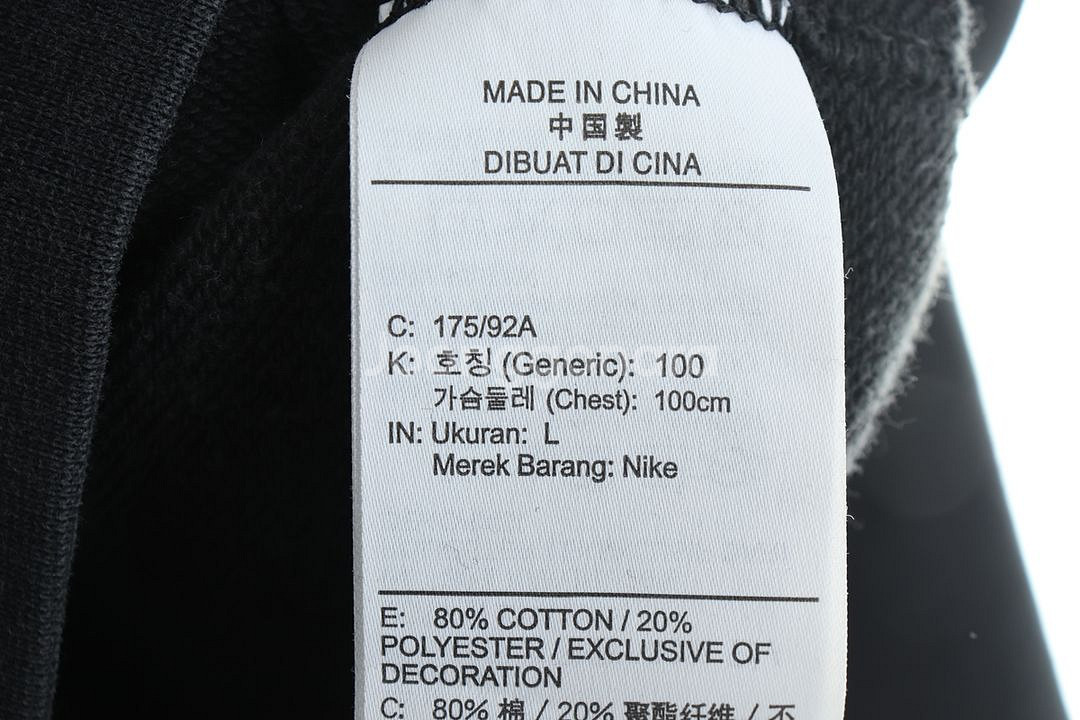 MADE IN CHINA
中国製
DIBUAT DI CINA
C: 175/92A
K: 호칭 (Generic): 100
가슴둘레 (Chest): 100cm
IN: Ukuran: L
Merek Barang: Nike
E: 80% COTTON / 20%
POLYESTER / EXCLUSIVE OF
DECORATION
C: 80% 棉 / 20% 聚酯纤维 / 不